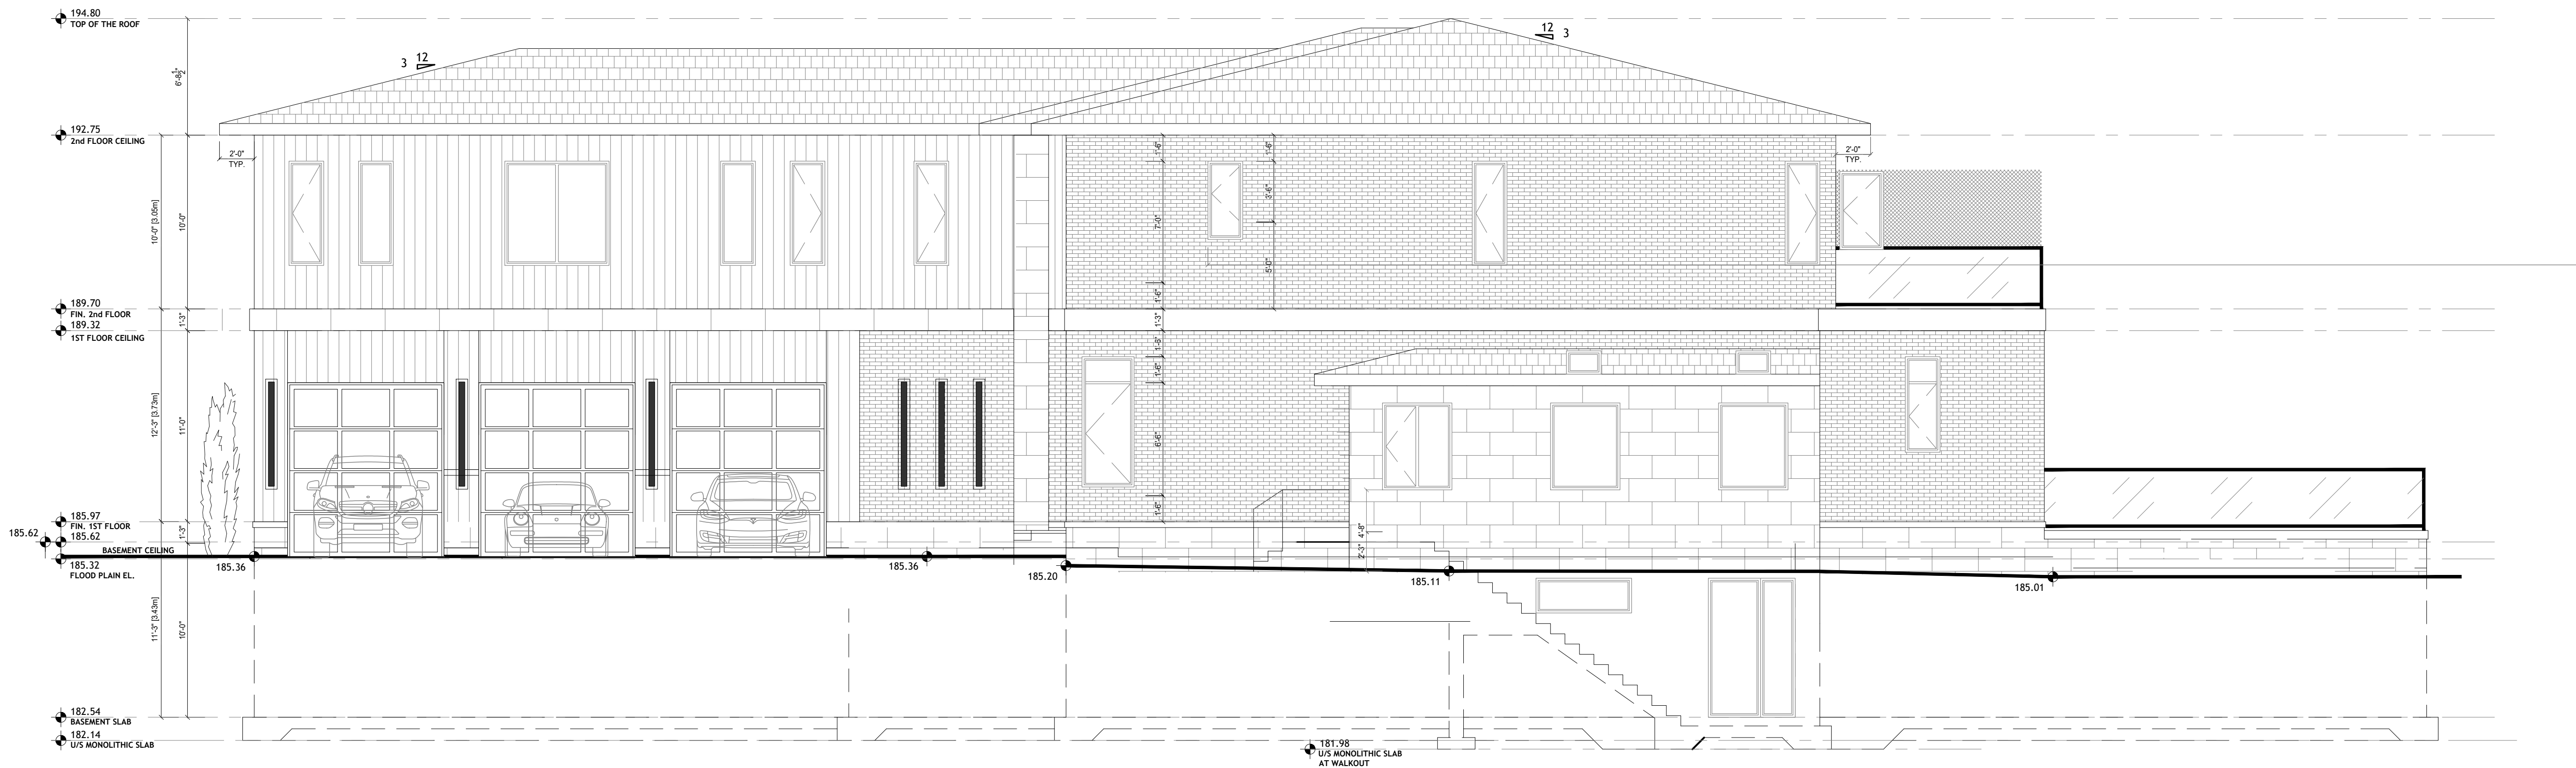 194.80
TOP OF THE ROOF
12
3
12
3
6'-8½"
192.75
2nd FLOOR CEILING
2'-0"
TYP.
2'-0"
TYP.
1'-6"
1'-6"
3'-6"
7'-0"
5'-0"
1'-6"
10'-0" [3.05m]
10'-0"
189.70
FIN. 2nd FLOOR
189.32
1ST FLOOR CEILING
1'-3"
1'-3"
1'-8"
1'-6"
6'-6"
1'-6"
12'-3" [3.73m]
11'-0"
185.97
FIN. 1ST FLOOR
185.62
185.62
BASEMENT CEILING
1'-3"
185.32
FLOOD PLAIN EL.
185.36
185.36
185.20
4'-8"
2'-3"
185.11
185.01
11'-3" [3.43m]
10'-0"
182.54
BASEMENT SLAB
182.14
U/S MONOLITHIC SLAB
181.98
U/S MONOLITHIC SLAB
AT WALKOUT